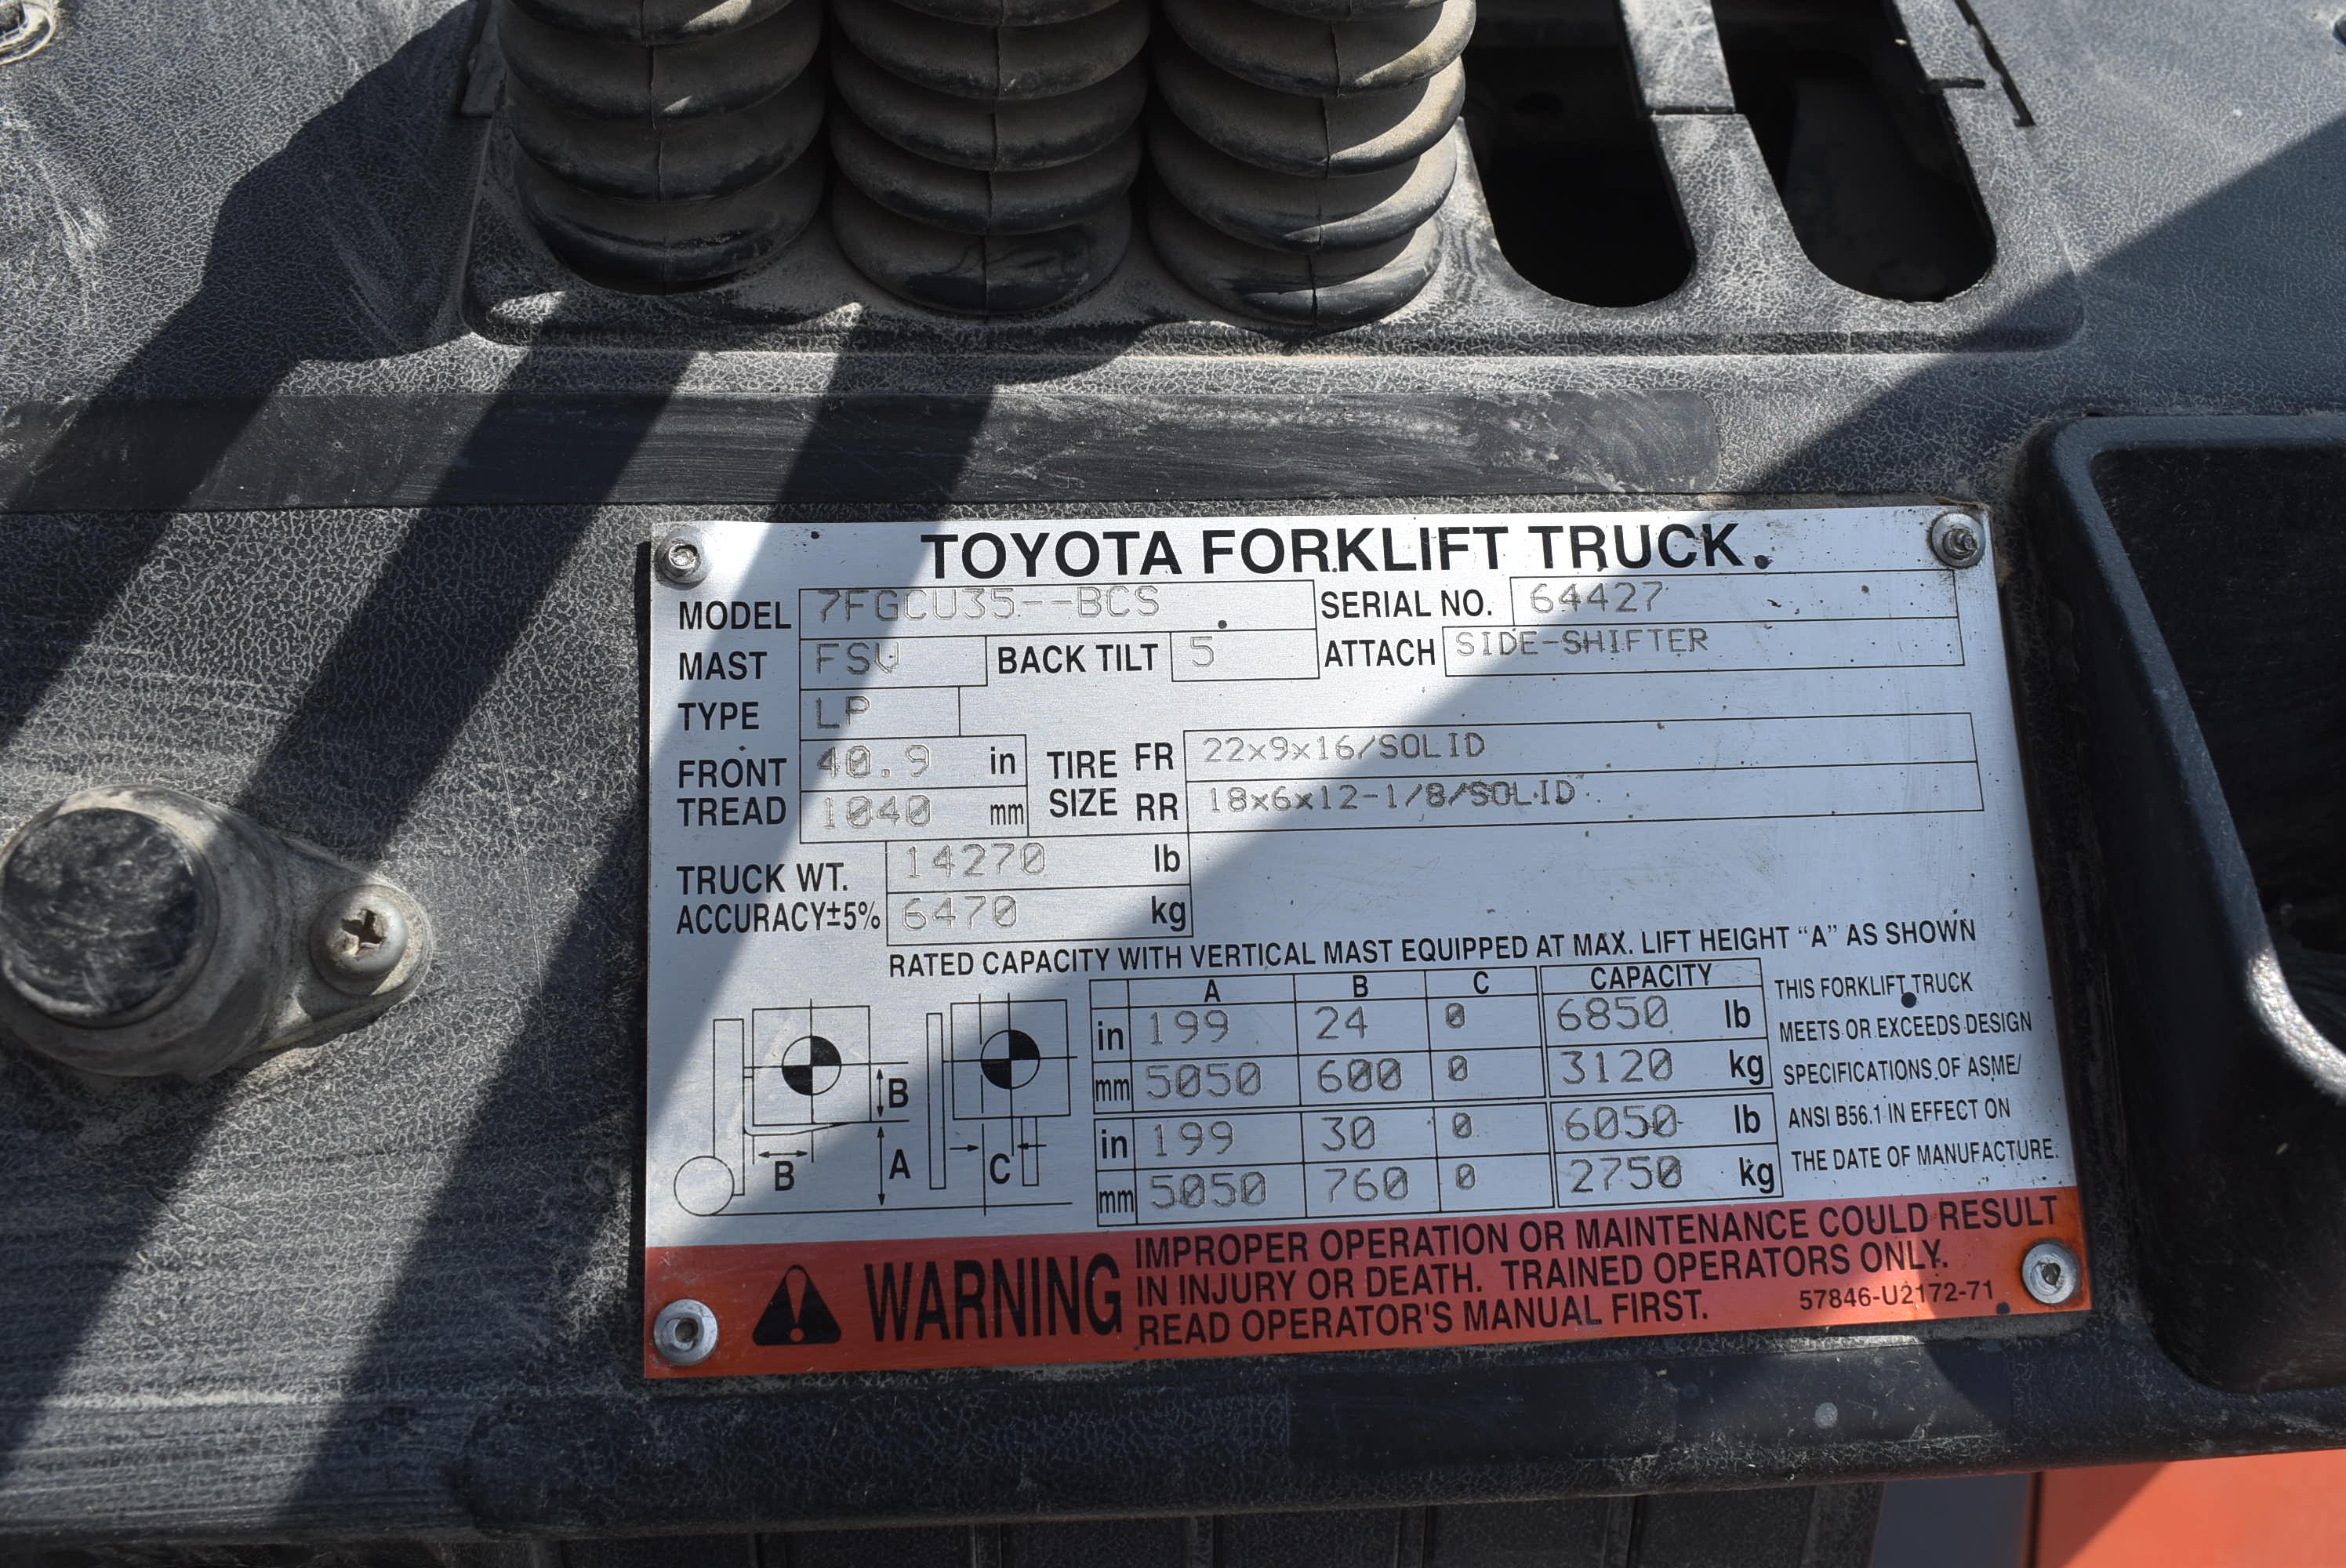 TOYOTA FORKLIFT TRUCK
MODEL 7FGCU35--BCS SERIAL NO. 64427
MAST FSV BACK TILT 5 ATTACH SIDE-SHIFTER
TYPE LP
FRONT TREAD 40.9 in TIRE SIZE FR 22x9x16/SOLID
1040 mm RR 18x6x12-1/8/SOLID
TRUCK WT. 14270 lb
ACCURACY±5% 6470 kg
RATED CAPACITY WITH VERTICAL MAST EQUIPPED AT MAX. LIFT HEIGHT "A" AS SHOWN
A B C CAPACITY
in 199 24 0 6850 lb
mm 5050 600 0 3120 kg
in 199 30 0 6050 lb
mm 5050 760 0 2750 kg
B
B A C
THIS FORKLIFT TRUCK
MEETS OR EXCEEDS DESIGN
SPECIFICATIONS OF ASME/
ANSI B56.1 IN EFFECT ON
THE DATE OF MANUFACTURE.
WARNING
IMPROPER OPERATION OR MAINTENANCE COULD RESULT
IN INJURY OR DEATH. TRAINED OPERATORS ONLY.
READ OPERATOR'S MANUAL FIRST. 57846-U2172-71